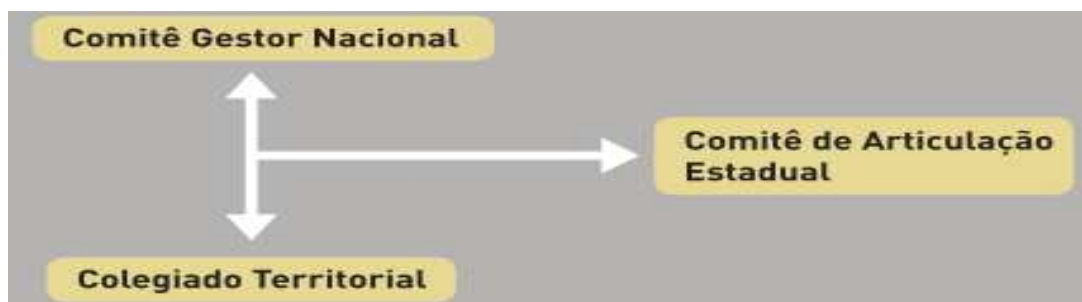 Comitê Gestor Nacional
Comitê de Articulação
Estadual
Colegiado Territorial